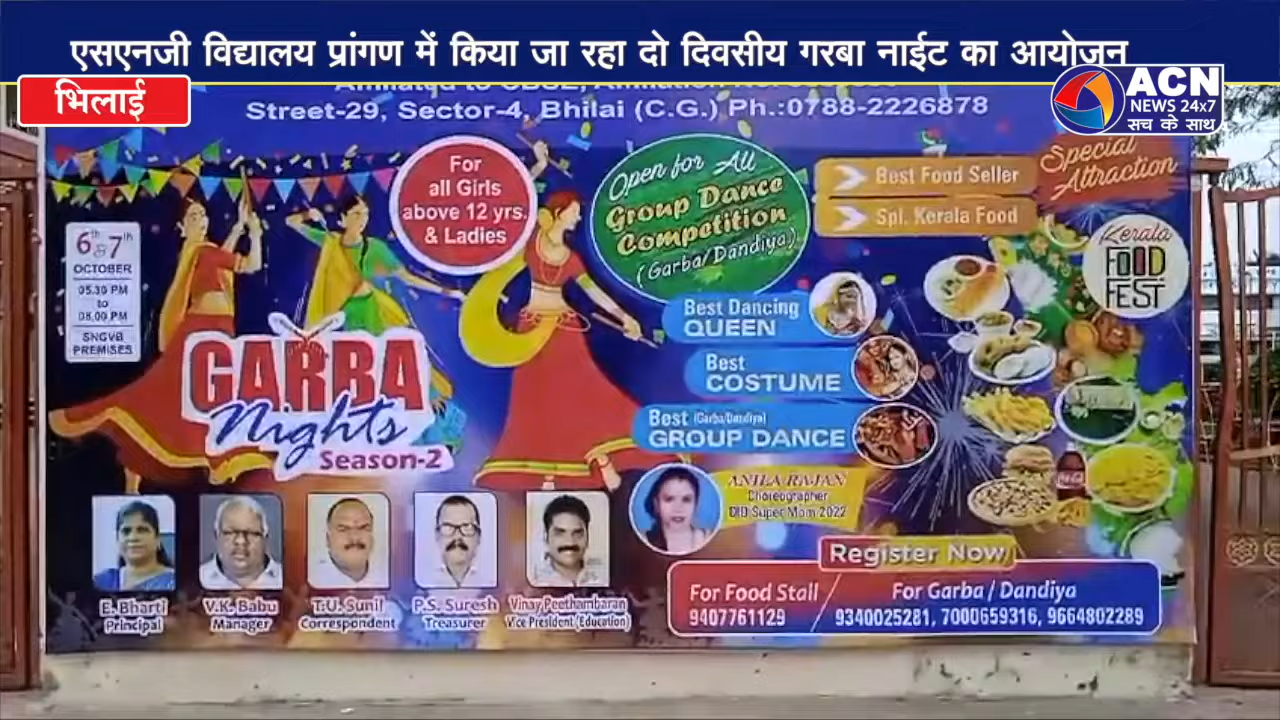 एसएनजी विद्यालय प्रांगण में किया जा रहा दो दिवसीय गरबा नाईट का आयोजन
भिलाई
ACN
NEWS 24x7
सच के साथ
Street-29, Sector-4, Bhilai (C.G.) Ph.:0788-2226878
6th & 7th
OCTOBER
05.30 PM
to
08.00 PM
SNGVB
PREMISES
For
all Girls
above 12 yrs.
& Ladies
Open for All
Group Dance
Competition
(Garba/Dandiya)
Best Food Seller
Spl. Kerala Food
Special
Attraction
Kerala
FOOD
FEST
GARBA
Nights
Season-2
Best Dancing
QUEEN
Best
COSTUME
Best (Garba/Dandiya)
GROUP DANCE
ANILA RAJAN
Choreographer
DID Super Mom 2022
E. Bharti
Principal
V.K. Babu
Manager
T.U. Sunil
Correspondent
P.S. Suresh
Treasurer
Vinay Peethambaran
Vice President (Education)
Register Now
For Food Stall
9407761129
For Garba / Dandiya
9340025281, 7000659316, 9664802289